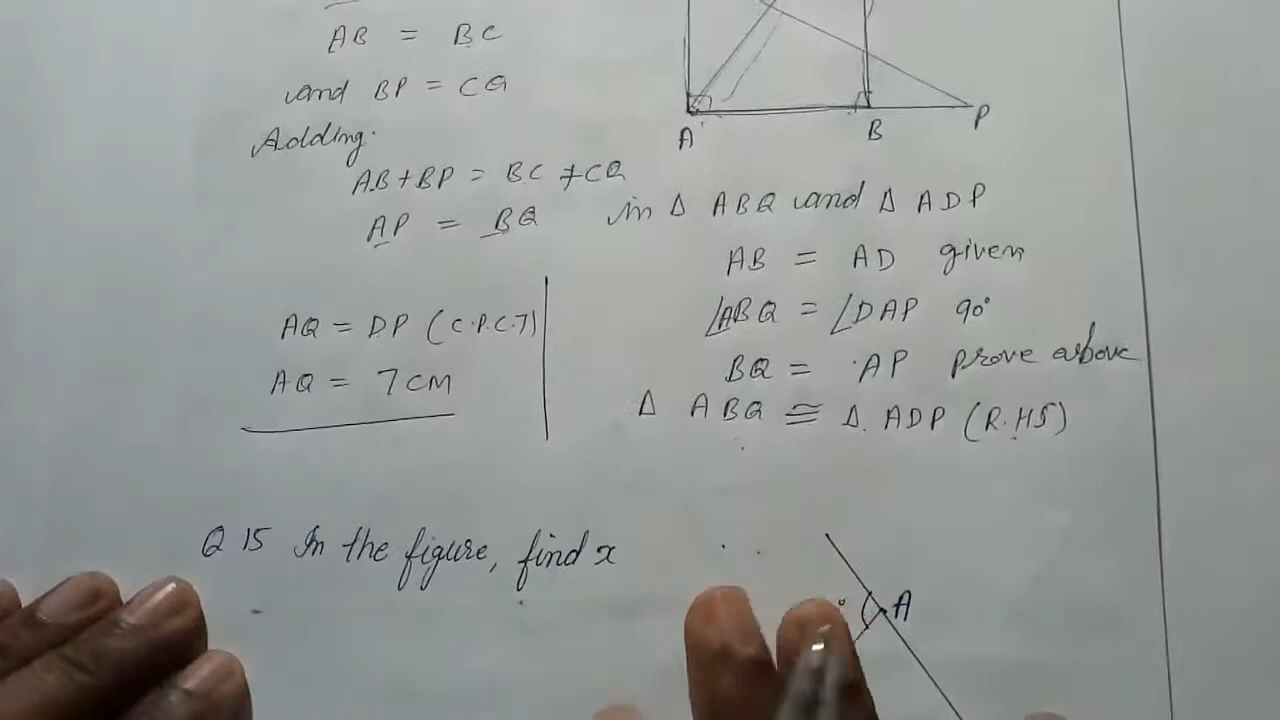 AB = BC
and BP = CQ
Adding.
AB+BP = BC + CQ
AP = BQ
AQ = DP (C.P.C.T)
AQ = 7 CM
A B P
in Δ ABQ and Δ ADP
AB = AD given
∠ABQ = ∠DAP 90°
BQ = AP prove above
Δ ABQ ≅ Δ ADP (R.HS)
Q 15 In the figure, find x
A